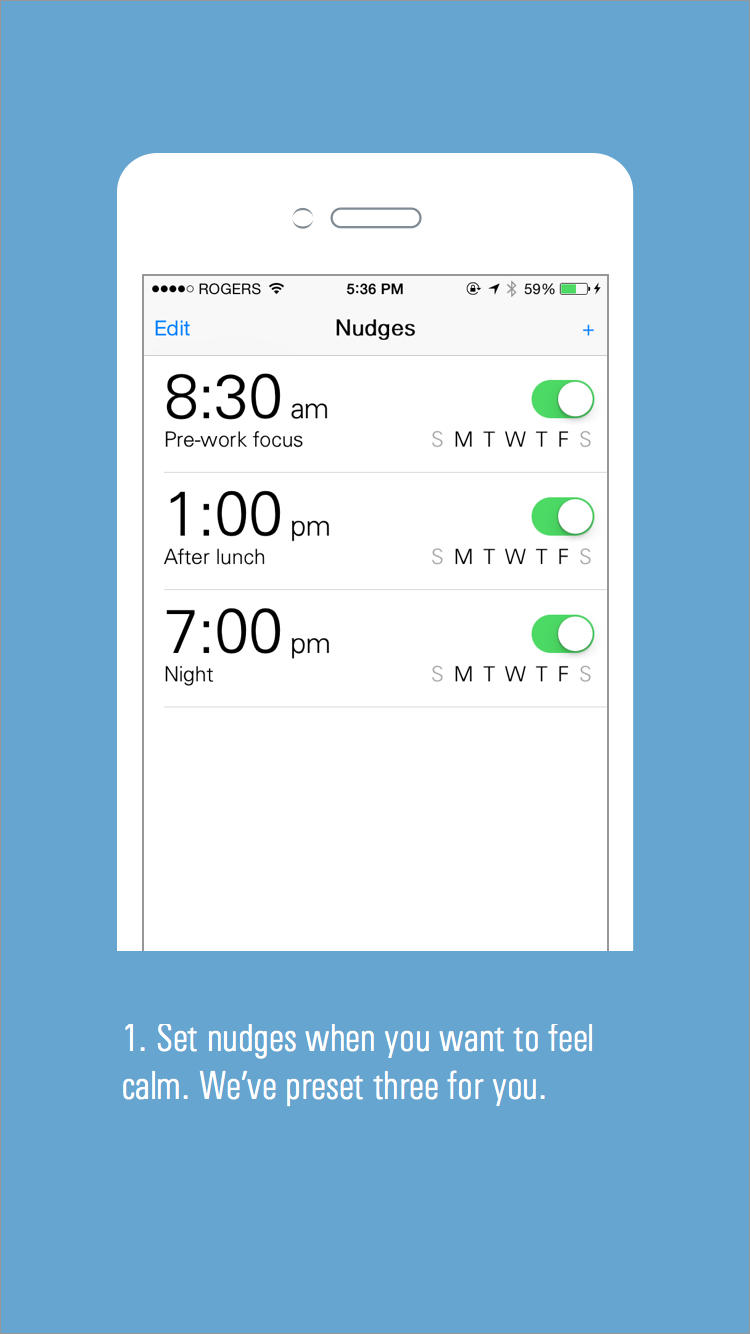 ROGERS 5:36 PM 59%
Edit Nudges +
8:30 am
Pre-work focus S M T W T F S
1:00 pm
After lunch S M T W T F S
7:00 pm
Night S M T W T F S
1. Set nudges when you want to feel
calm. We’ve preset three for you.